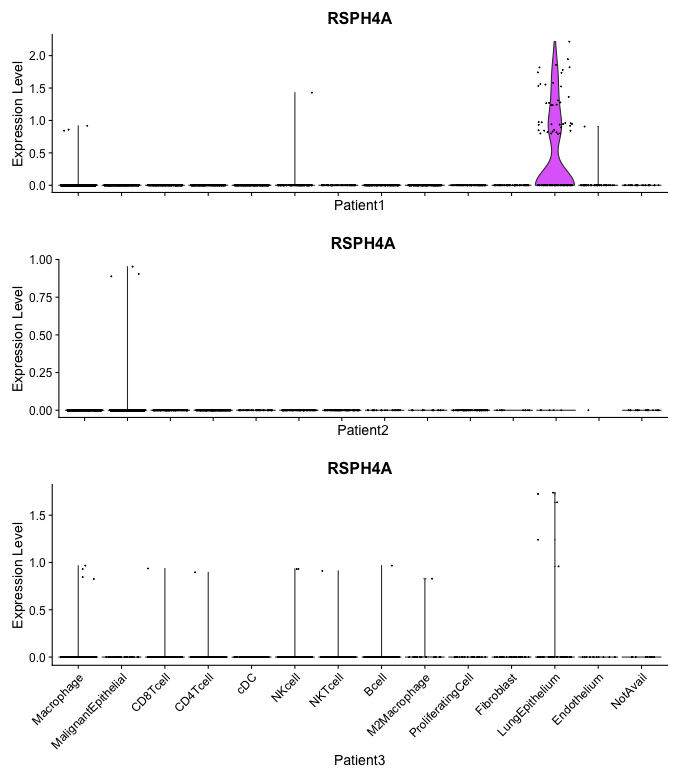 RSPH4A
Expression Level
2.0
1.5
1.0
0.5
0.0
Patient1
RSPH4A
Expression Level
1.00
0.75
0.50
0.25
0.00
Patient2
RSPH4A
Expression Level
1.5
1.0
0.5
0.0
Macrophage
MalignantEpithelial
CD8Tcell
CD4Tcell
cDC
NKcell
NKTcell
Bcell
M2Macrophage
ProliferatingCell
Fibroblast
LungEpithelium
Endothelium
NotAvail
Patient3